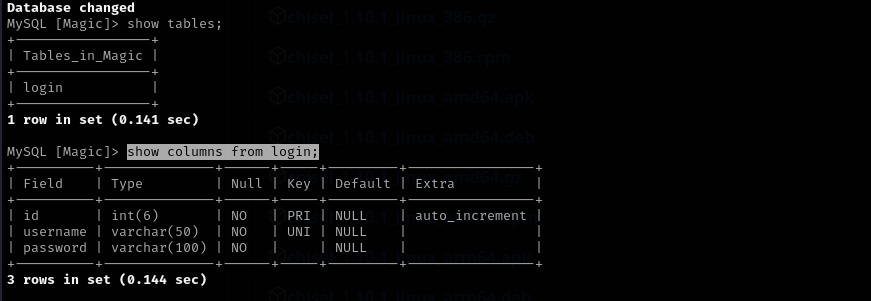 Database changed
MySQL [Magic]> show tables;
+-----------------+
| Tables_in_Magic |
+-----------------+
| login           |
+-----------------+
1 row in set (0.141 sec)
MySQL [Magic]> show columns from login;
+----------+--------------+------+-----+---------+----------------+
| Field    | Type         | Null | Key | Default | Extra          |
+----------+--------------+------+-----+---------+----------------+
| id       | int(6)       | NO   | PRI | NULL    | auto_increment |
| username | varchar(50)  | NO   | UNI | NULL    |                |
| password | varchar(100) | NO   |     | NULL    |                |
+----------+--------------+------+-----+---------+----------------+
3 rows in set (0.144 sec)
chisel_1.10.1_linux_386.gz
chisel_1.10.1_linux_386.rpm
chisel_1.10.1_linux_amd64.apk
chisel_1.10.1_linux_amd64.deb